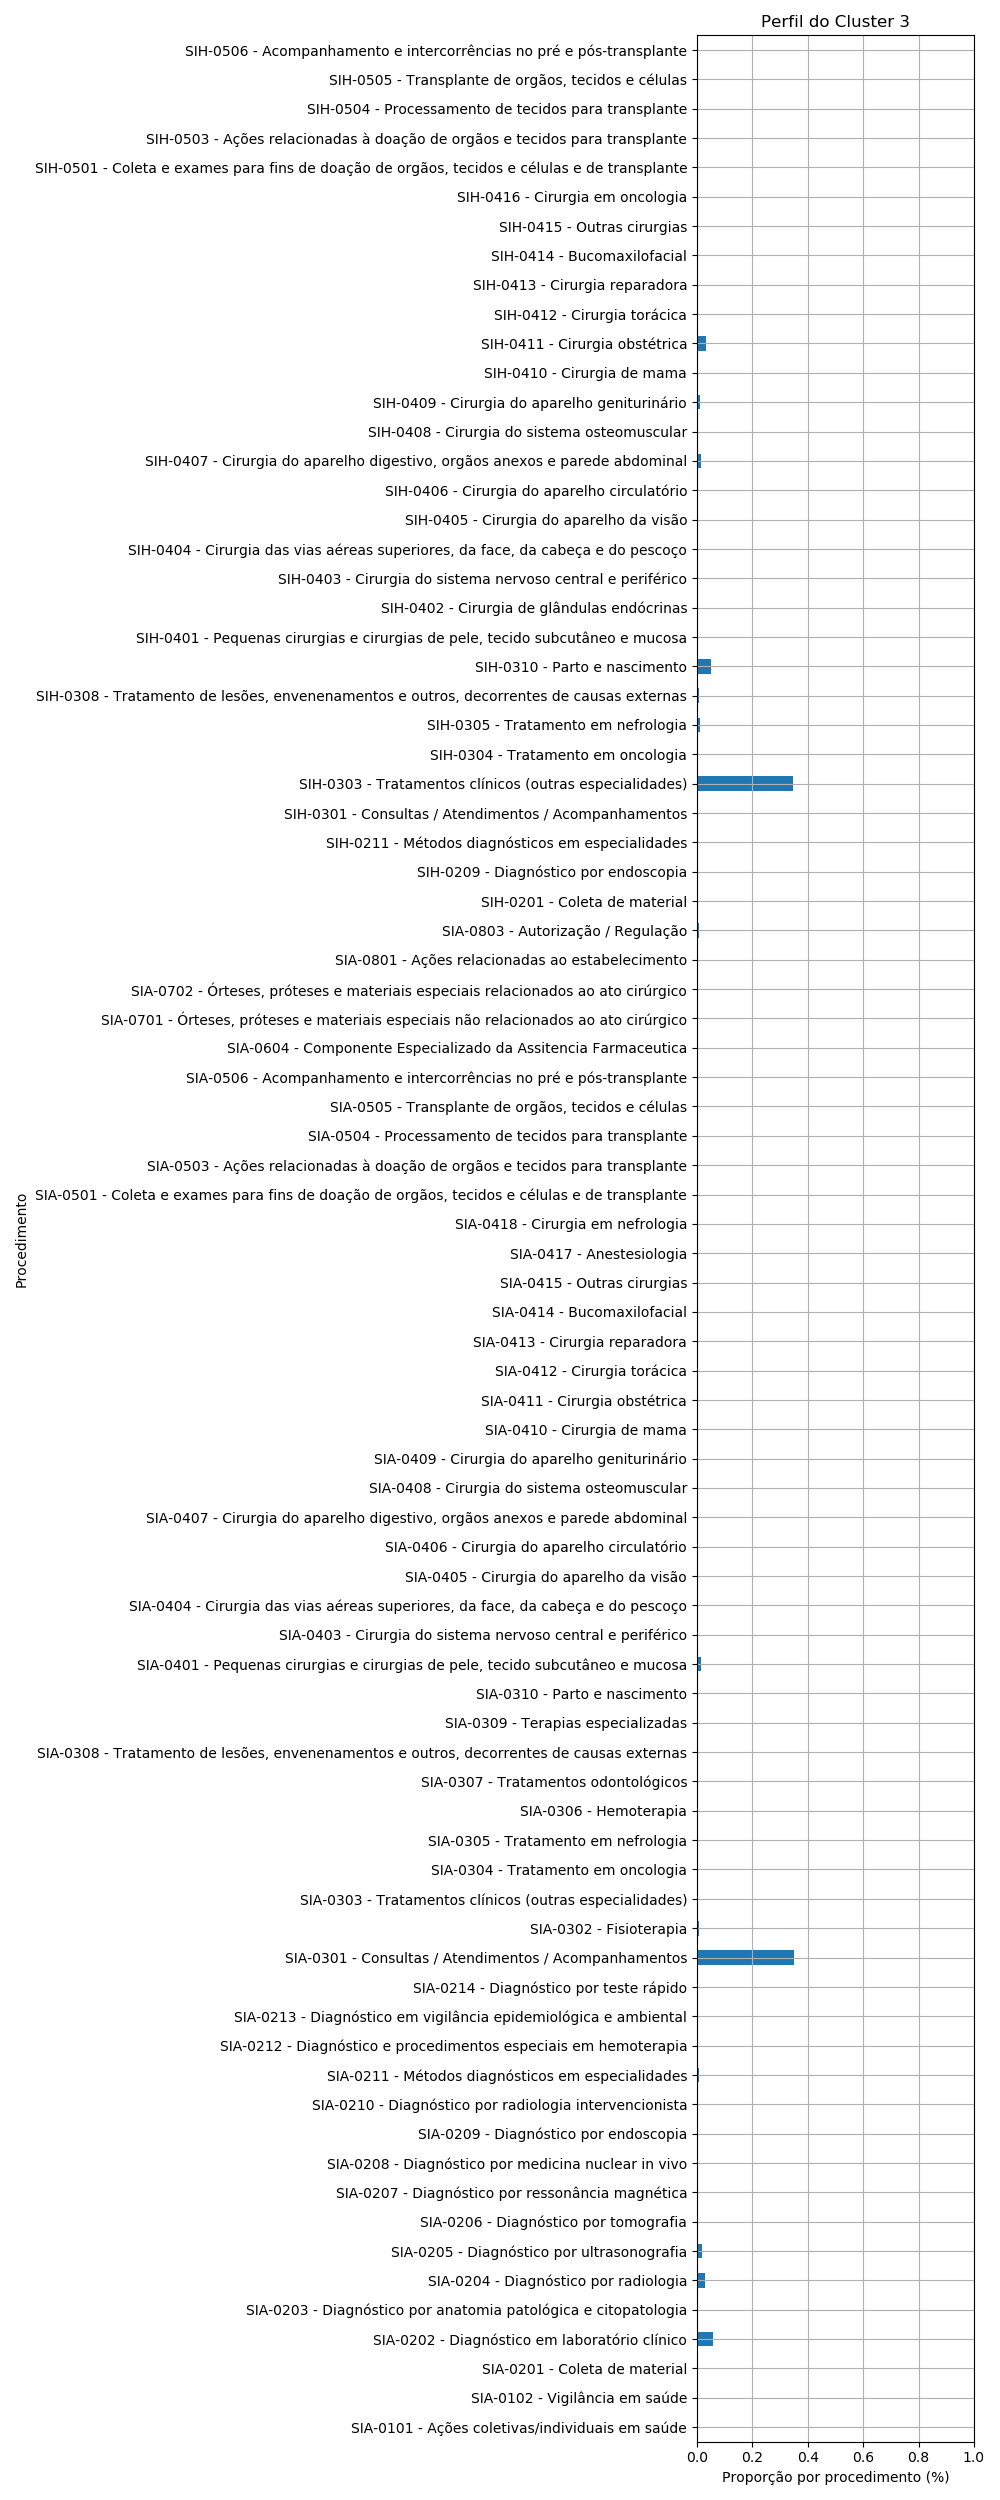 Perfil do Cluster 3
SIH-0506 - Acompanhamento e intercorrências no pré e pós-transplante
SIH-0505 - Transplante de orgãos, tecidos e células
SIH-0504 - Processamento de tecidos para transplante
SIH-0503 - Ações relacionadas à doação de orgãos e tecidos para transplante
SIH-0501 - Coleta e exames para fins de doação de orgãos, tecidos e células e de transplante
SIH-0416 - Cirurgia em oncologia
SIH-0415 - Outras cirurgias
SIH-0414 - Bucomaxilofacial
SIH-0413 - Cirurgia reparadora
SIH-0412 - Cirurgia torácica
SIH-0411 - Cirurgia obstétrica
SIH-0410 - Cirurgia de mama
SIH-0409 - Cirurgia do aparelho geniturinário
SIH-0408 - Cirurgia do sistema osteomuscular
SIH-0407 - Cirurgia do aparelho digestivo, orgãos anexos e parede abdominal
SIH-0406 - Cirurgia do aparelho circulatório
SIH-0405 - Cirurgia do aparelho da visão
SIH-0404 - Cirurgia das vias aéreas superiores, da face, da cabeça e do pescoço
SIH-0403 - Cirurgia do sistema nervoso central e periférico
SIH-0402 - Cirurgia de glândulas endócrinas
SIH-0401 - Pequenas cirurgias e cirurgias de pele, tecido subcutâneo e mucosa
SIH-0310 - Parto e nascimento
SIH-0308 - Tratamento de lesões, envenenamentos e outros, decorrentes de causas externas
SIH-0305 - Tratamento em nefrologia
SIH-0304 - Tratamento em oncologia
SIH-0303 - Tratamentos clínicos (outras especialidades)
SIH-0301 - Consultas / Atendimentos / Acompanhamentos
SIH-0211 - Métodos diagnósticos em especialidades
SIH-0209 - Diagnóstico por endoscopia
SIH-0201 - Coleta de material
SIA-0803 - Autorização / Regulação
SIA-0801 - Ações relacionadas ao estabelecimento
SIA-0702 - Órteses, próteses e materiais especiais relacionados ao ato cirúrgico
SIA-0701 - Órteses, próteses e materiais especiais não relacionados ao ato cirúrgico
SIA-0604 - Componente Especializado da Assitencia Farmaceutica
SIA-0506 - Acompanhamento e intercorrências no pré e pós-transplante
SIA-0505 - Transplante de orgãos, tecidos e células
SIA-0504 - Processamento de tecidos para transplante
SIA-0503 - Ações relacionadas à doação de orgãos e tecidos para transplante
SIA-0501 - Coleta e exames para fins de doação de orgãos, tecidos e células e de transplante
SIA-0418 - Cirurgia em nefrologia
SIA-0417 - Anestesiologia
SIA-0415 - Outras cirurgias
SIA-0414 - Bucomaxilofacial
SIA-0413 - Cirurgia reparadora
SIA-0412 - Cirurgia torácica
SIA-0411 - Cirurgia obstétrica
SIA-0410 - Cirurgia de mama
SIA-0409 - Cirurgia do aparelho geniturinário
SIA-0408 - Cirurgia do sistema osteomuscular
SIA-0407 - Cirurgia do aparelho digestivo, orgãos anexos e parede abdominal
SIA-0406 - Cirurgia do aparelho circulatório
SIA-0405 - Cirurgia do aparelho da visão
SIA-0404 - Cirurgia das vias aéreas superiores, da face, da cabeça e do pescoço
SIA-0403 - Cirurgia do sistema nervoso central e periférico
SIA-0401 - Pequenas cirurgias e cirurgias de pele, tecido subcutâneo e mucosa
SIA-0310 - Parto e nascimento
SIA-0309 - Terapias especializadas
SIA-0308 - Tratamento de lesões, envenenamentos e outros, decorrentes de causas externas
SIA-0307 - Tratamentos odontológicos
SIA-0306 - Hemoterapia
SIA-0305 - Tratamento em nefrologia
SIA-0304 - Tratamento em oncologia
SIA-0303 - Tratamentos clínicos (outras especialidades)
SIA-0302 - Fisioterapia
SIA-0301 - Consultas / Atendimentos / Acompanhamentos
SIA-0214 - Diagnóstico por teste rápido
SIA-0213 - Diagnóstico em vigilância epidemiológica e ambiental
SIA-0212 - Diagnóstico e procedimentos especiais em hemoterapia
SIA-0211 - Métodos diagnósticos em especialidades
SIA-0210 - Diagnóstico por radiologia intervencionista
SIA-0209 - Diagnóstico por endoscopia
SIA-0208 - Diagnóstico por medicina nuclear in vivo
SIA-0207 - Diagnóstico por ressonância magnética
SIA-0206 - Diagnóstico por tomografia
SIA-0205 - Diagnóstico por ultrasonografia
SIA-0204 - Diagnóstico por radiologia
SIA-0203 - Diagnóstico por anatomia patológica e citopatologia
SIA-0202 - Diagnóstico em laboratório clínico
SIA-0201 - Coleta de material
SIA-0102 - Vigilância em saúde
SIA-0101 - Ações coletivas/individuais em saúde
Procedimento
0.0 0.2 0.4 0.6 0.8 1.0
Proporção por procedimento (%)